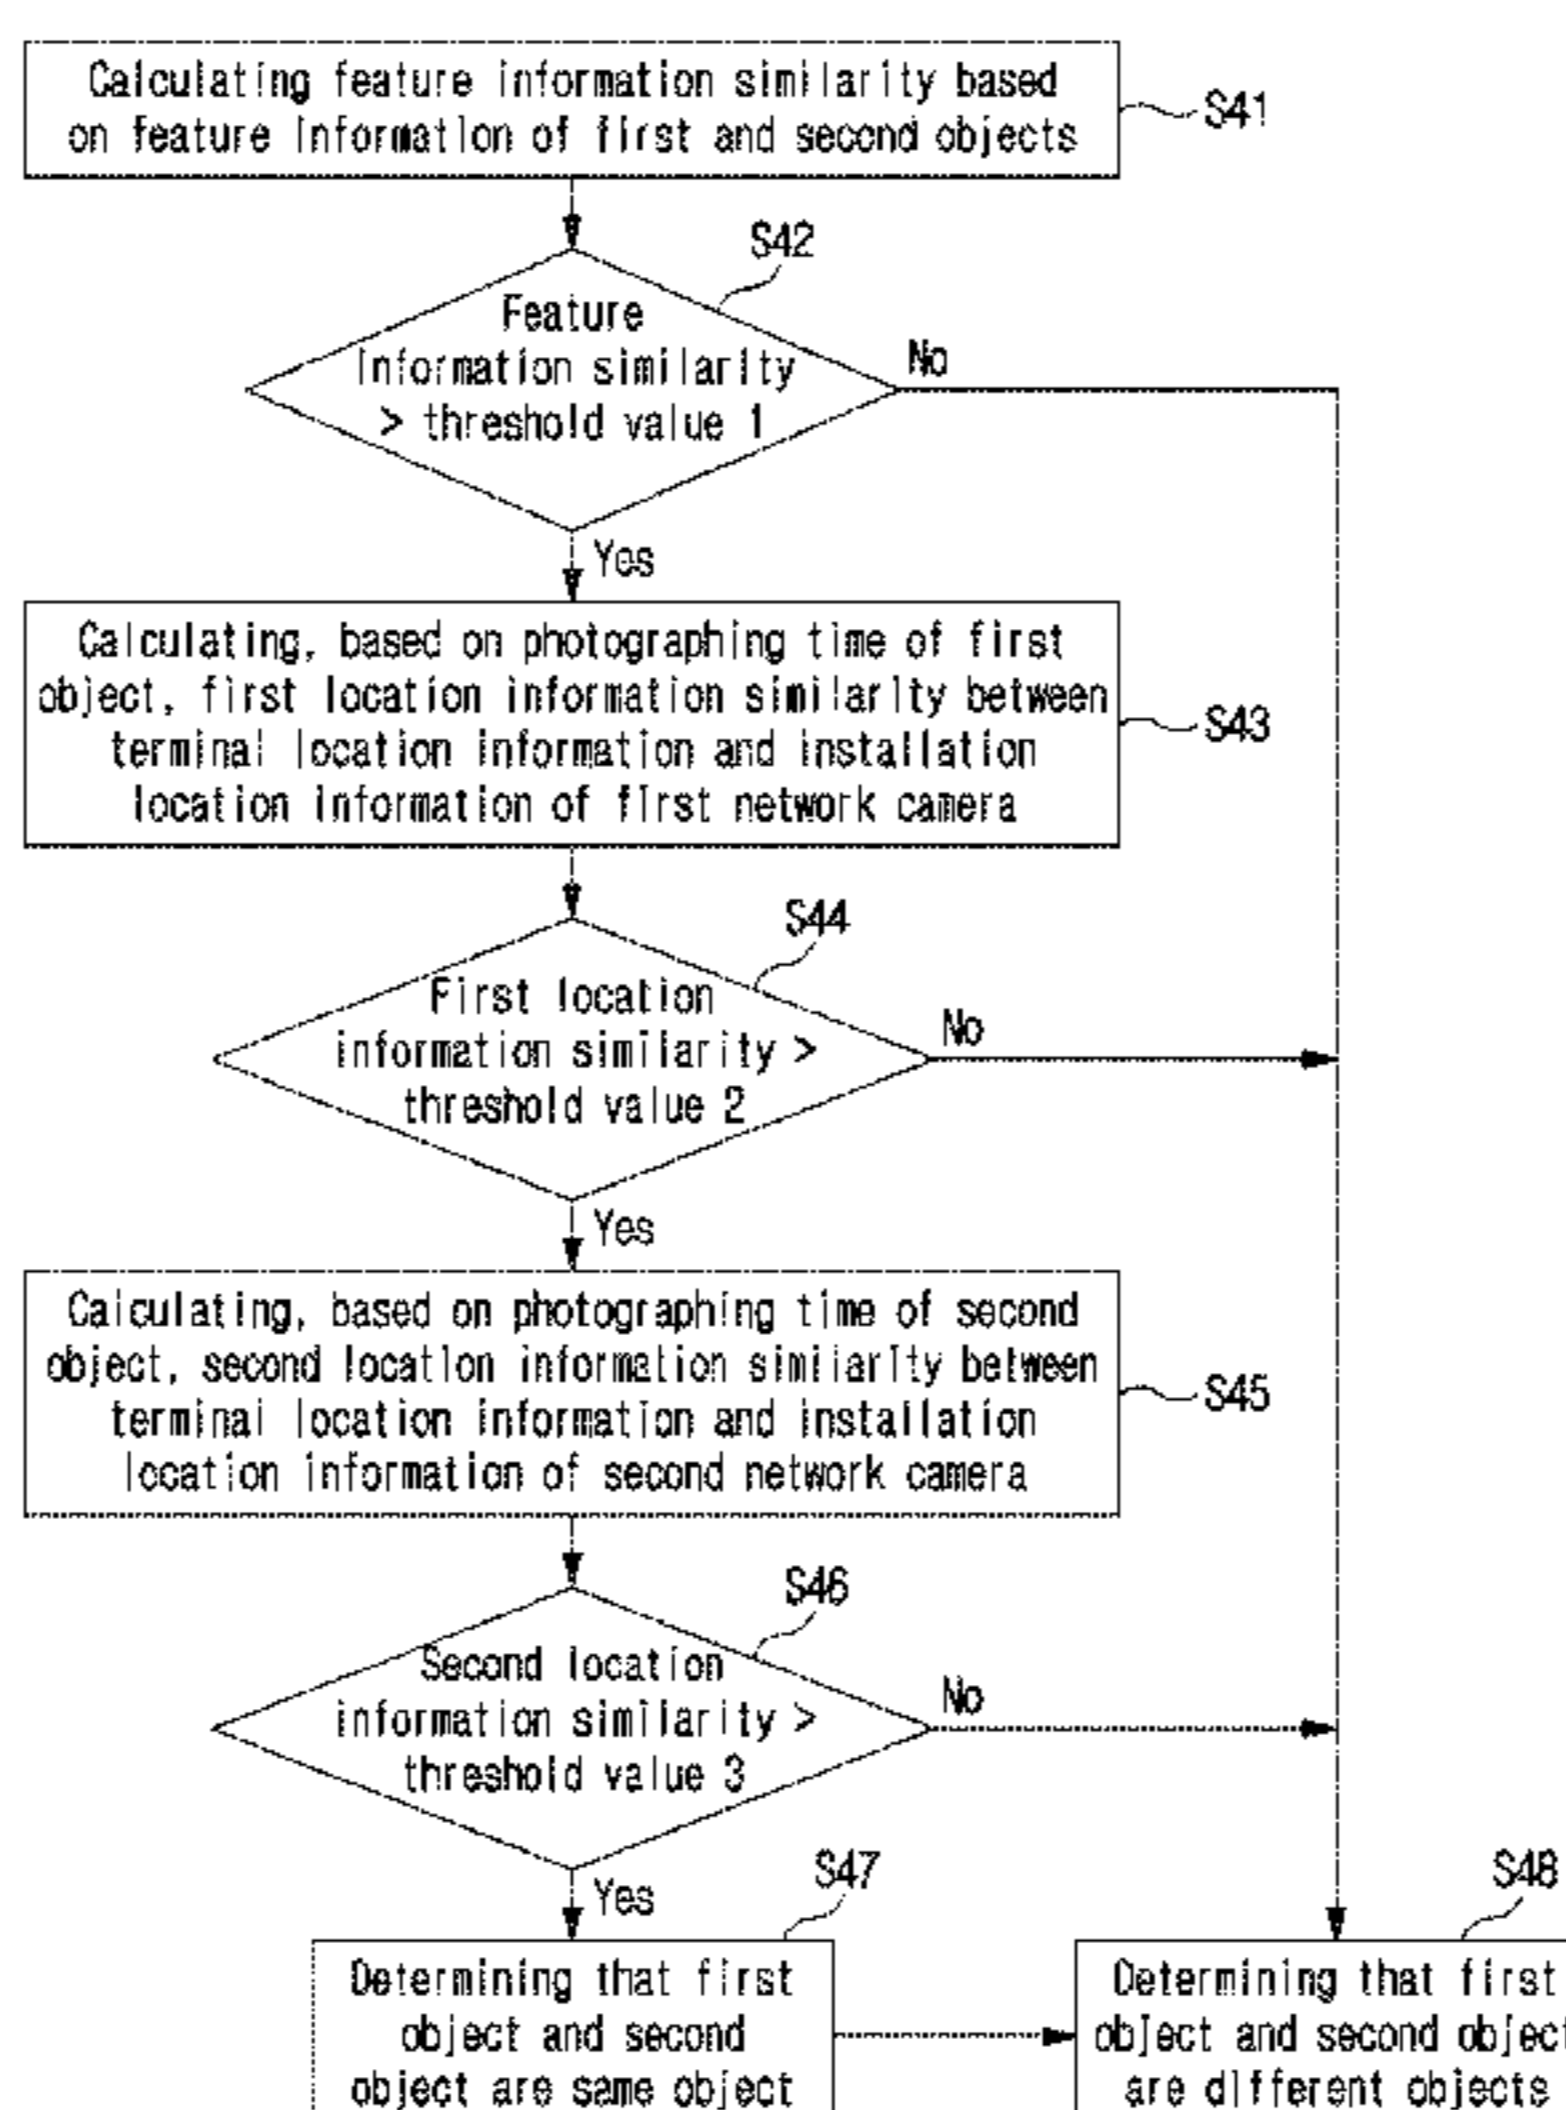 Calculating feature information similarity based
on feature information of first and second objects
S41
S42
Feature
information similarity
> threshold value 1
No
Yes
Calculating, based on photographing time of first
object, first location information similarity between
terminal location information and installation
location information of first network camera
S43
S44
First location
information similarity >
threshold value 2
No
Yes
Calculating, based on photographing time of second
object, second location information similarity between
terminal location information and installation
location information of second network camera
S45
S46
Second location
information similarity >
threshold value 3
No
Yes
S47
Determining that first
object and second
object are same object
S48
Determining that first
object and second object
are different objects